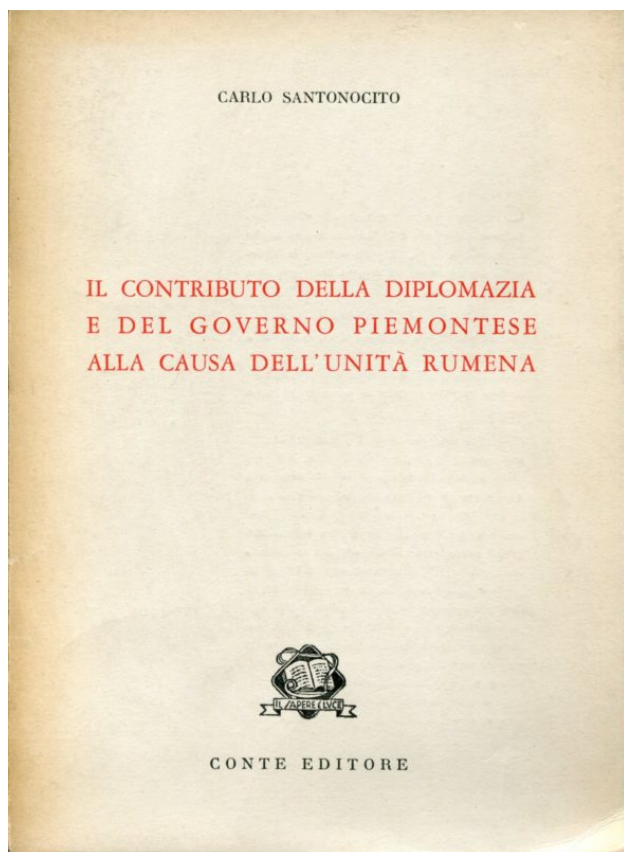 CARLO SANTONOCITO
IL CONTRIBUTO DELLA DIPLOMAZIA
E DEL GOVERNO PIEMONTESE
ALLA CAUSA DELL'UNITÀ RUMENA
IL SAPERE È LUCE
CONTE EDITORE